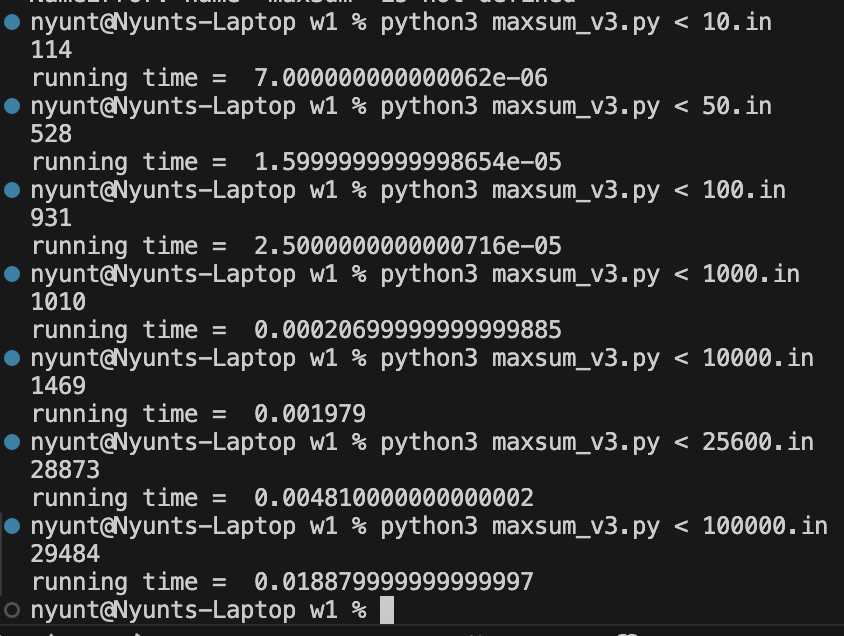 nyunt@Nyunts-Laptop w1 % python3 maxsum_v3.py < 10.in
114
running time =  7.000000000000062e-06
nyunt@Nyunts-Laptop w1 % python3 maxsum_v3.py < 50.in
528
running time =  1.5999999999998654e-05
nyunt@Nyunts-Laptop w1 % python3 maxsum_v3.py < 100.in
931
running time =  2.5000000000000716e-05
nyunt@Nyunts-Laptop w1 % python3 maxsum_v3.py < 1000.in
1010
running time =  0.00020699999999999885
nyunt@Nyunts-Laptop w1 % python3 maxsum_v3.py < 10000.in
1469
running time =  0.001979
nyunt@Nyunts-Laptop w1 % python3 maxsum_v3.py < 25600.in
28873
running time =  0.004810000000000002
nyunt@Nyunts-Laptop w1 % python3 maxsum_v3.py < 100000.in
29484
running time =  0.018879999999999997
nyunt@Nyunts-Laptop w1 %